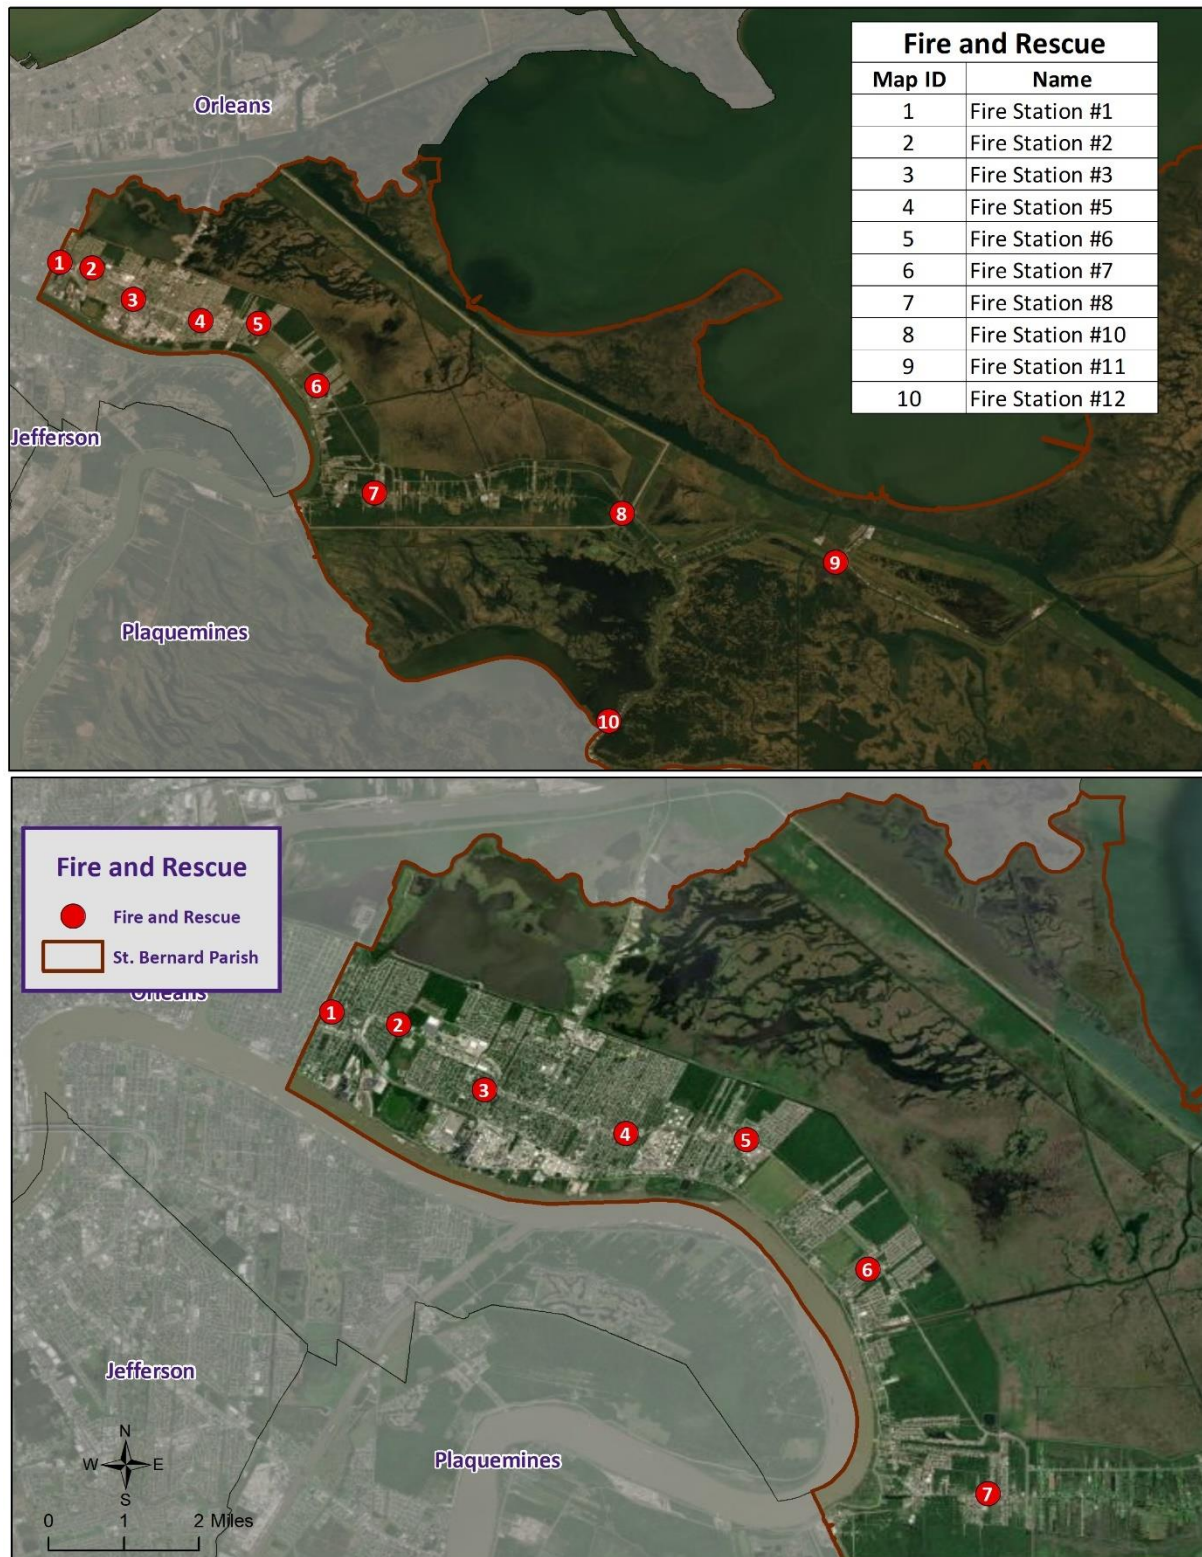 Fire and Rescue
Map ID Name
1 Fire Station #1
2 Fire Station #2
3 Fire Station #3
4 Fire Station #5
5 Fire Station #6
6 Fire Station #7
7 Fire Station #8
8 Fire Station #10
9 Fire Station #11
10 Fire Station #12
Orleans
1
2
3
4
5
6
Jefferson
7
8
9
Plaquemines
10
Fire and Rescue
Fire and Rescue
St. Bernard Parish
Orleans
1
2
3
4
5
6
Jefferson
Plaquemines
7
N
W E
S
0 1 2 Miles